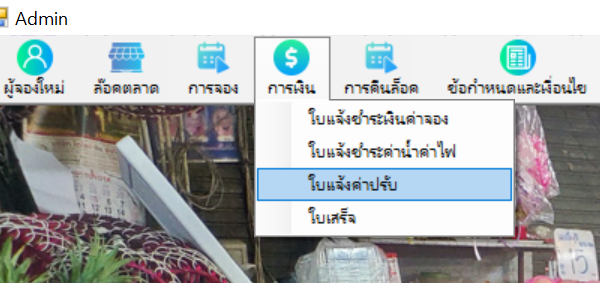 Admin
ผู้จองใหม่ ล๊อคตลาด การจอง การเงิน การคืนล๊อค ข้อกำหนดและเงื่อนไข
ใบแจ้งชำระเงินค่าจอง
ใบแจ้งชำระค่าน้ำค่าไฟ
ใบแจ้งค่าปรับ
ใบเสร็จ